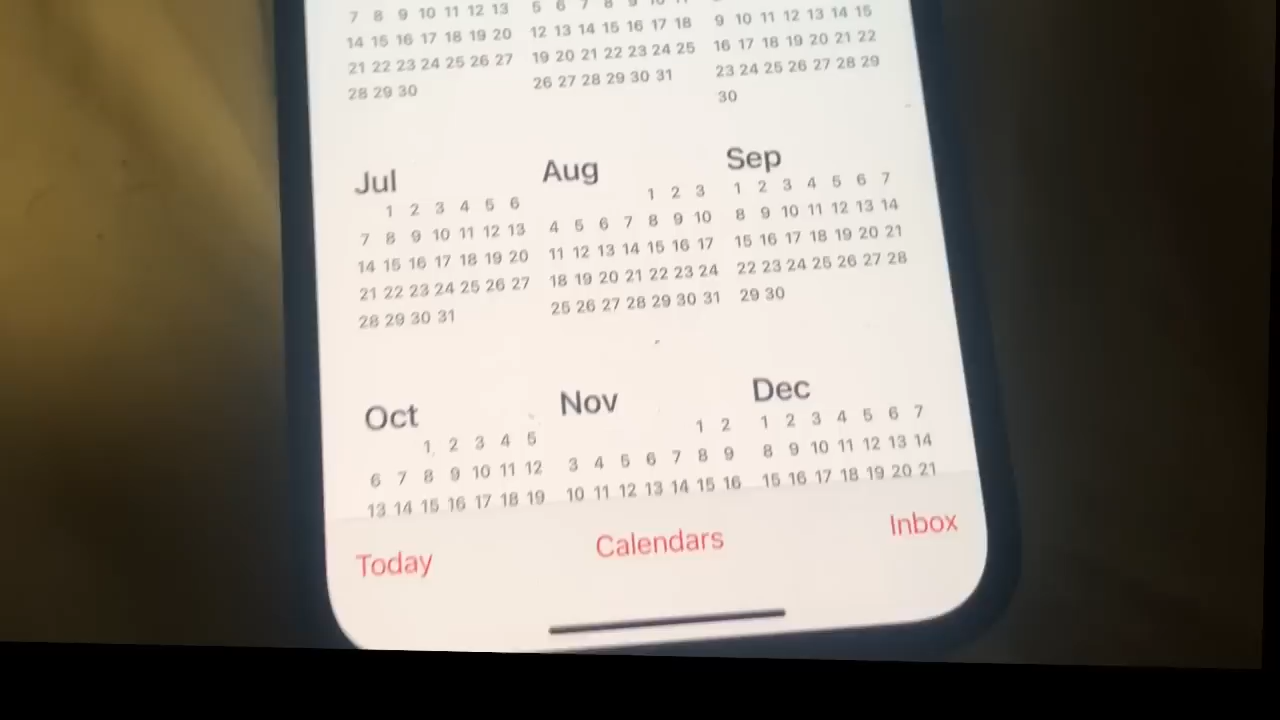 7 8 9 10 11 12 13
14 15 16 17 18 19 20
21 22 23 24 25 26 27
28 29 30
5 6 7 8 9 10 11
12 13 14 15 16 17 18
19 20 21 22 23 24 25
26 27 28 29 30 31
9 10 11 12 13 14 15
16 17 18 19 20 21 22
23 24 25 26 27 28 29
30
Jul
1 2 3 4 5 6
7 8 9 10 11 12 13
14 15 16 17 18 19 20
21 22 23 24 25 26 27
28 29 30 31
Aug
1 2 3
4 5 6 7 8 9 10
11 12 13 14 15 16 17
18 19 20 21 22 23 24
25 26 27 28 29 30 31
Sep
1 2 3 4 5 6 7
8 9 10 11 12 13 14
15 16 17 18 19 20 21
22 23 24 25 26 27 28
29 30
Oct
1 2 3 4 5
6 7 8 9 10 11 12
13 14 15 16 17 18 19
Nov
1 2
3 4 5 6 7 8 9
10 11 12 13 14 15 16
Dec
1 2 3 4 5 6 7
8 9 10 11 12 13 14
15 16 17 18 19 20 21
Today
Calendars
Inbox